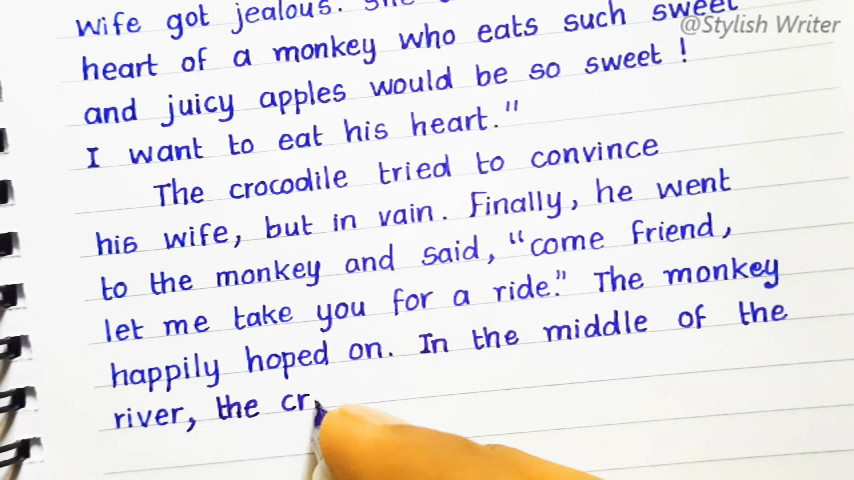 wife got jealous.
@Stylish Writer
heart of a monkey who eats such sweet
and juicy apples would be so sweet!
I want to eat his heart."
The crocodile tried to convince
his wife, but in vain. Finally, he went
to the monkey and said, "come friend,
let me take you for a ride." The monkey
happily hoped on. In the middle of the
river, the cr